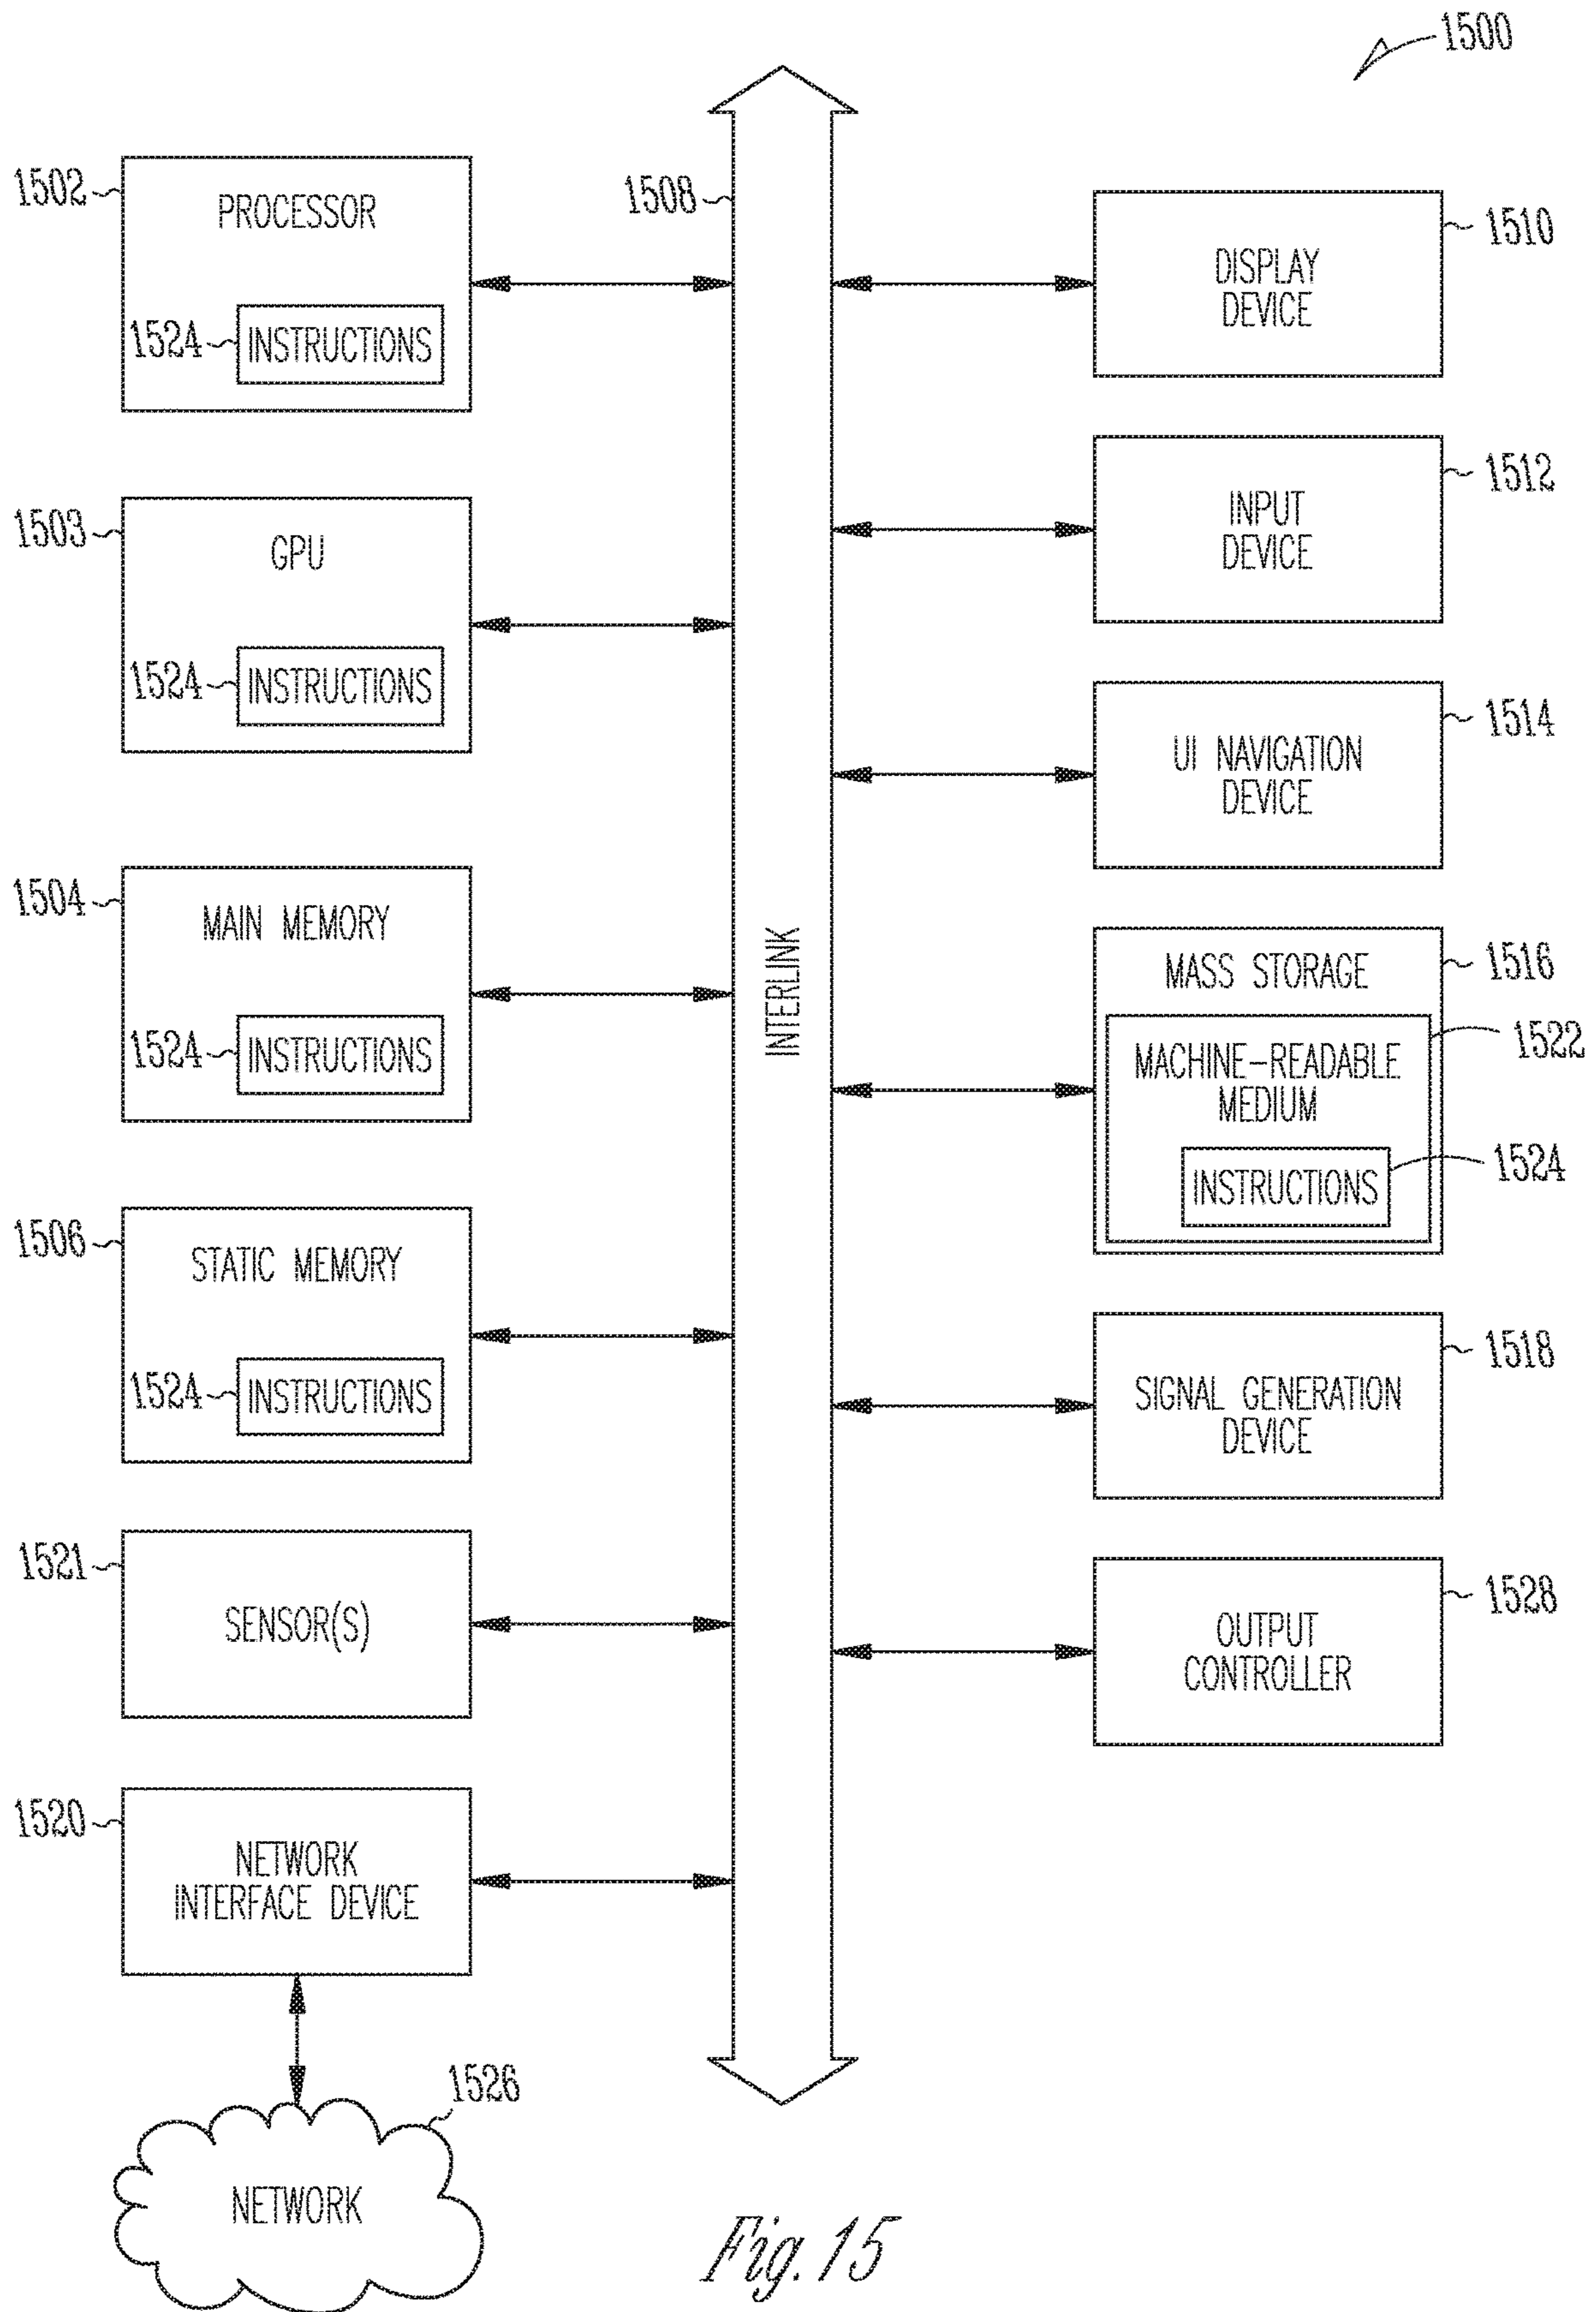 1500
1502
PROCESSOR
1524
INSTRUCTIONS
1503
GPU
1524
INSTRUCTIONS
1504
MAIN MEMORY
1524
INSTRUCTIONS
1506
STATIC MEMORY
1524
INSTRUCTIONS
1521
SENSOR(S)
1520
NETWORK
INTERFACE DEVICE
1526
NETWORK
1508
INTERLINK
1510
DISPLAY
DEVICE
1512
INPUT
DEVICE
1514
UI NAVIGATION
DEVICE
1516
MASS STORAGE
1522
MACHINE-READABLE
MEDIUM
1524
INSTRUCTIONS
1518
SIGNAL GENERATION
DEVICE
1528
OUTPUT
CONTROLLER
Fig. 15